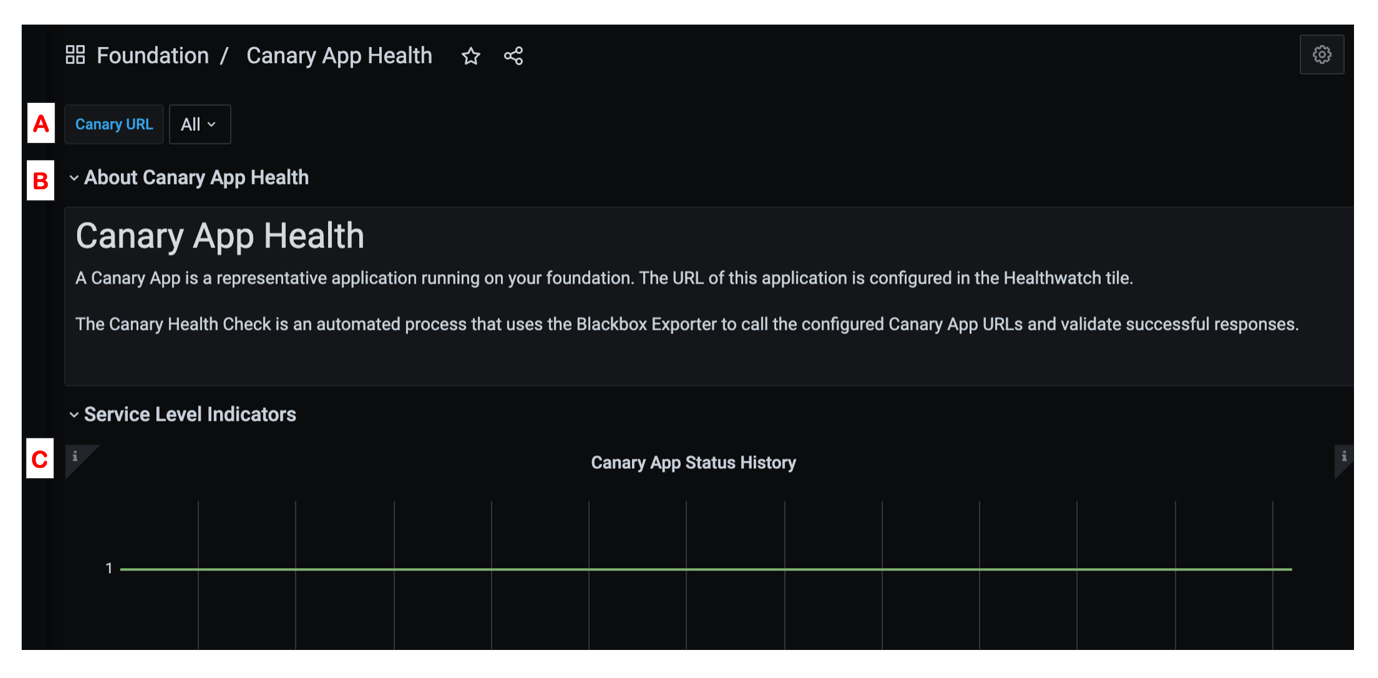 Foundation / Canary App Health
A
Canary URL All
B
About Canary App Health
Canary App Health
A Canary App is a representative application running on your foundation. The URL of this application is configured in the Healthwatch tile.
The Canary Health Check is an automated process that uses the Blackbox Exporter to call the configured Canary App URLs and validate successful responses.
Service Level Indicators
C
i
i
Canary App Status History
1